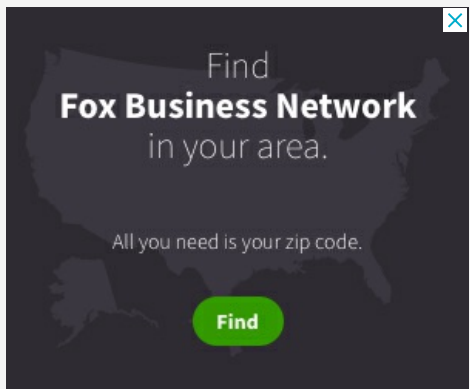 Find
Fox Business Network
in your area.
All you need is your zip code.
Find